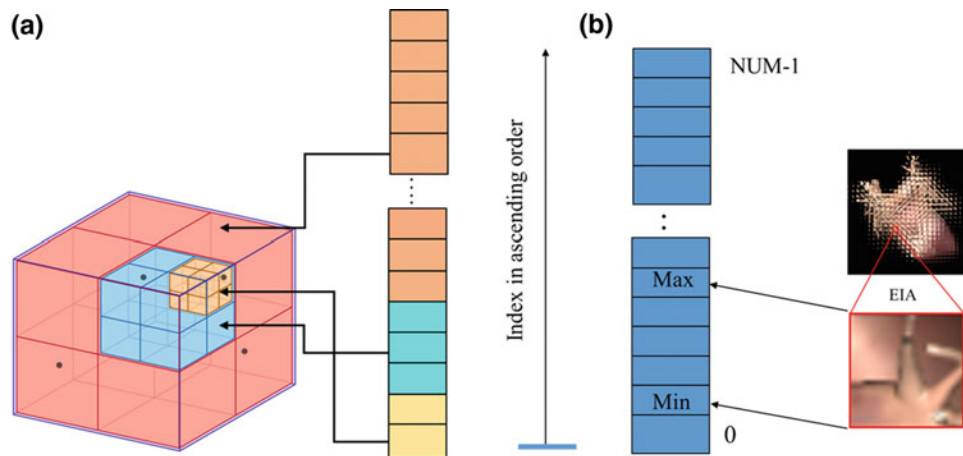 (a)
(b)
Index in ascending order
NUM-1
Max
Min
0
EIA